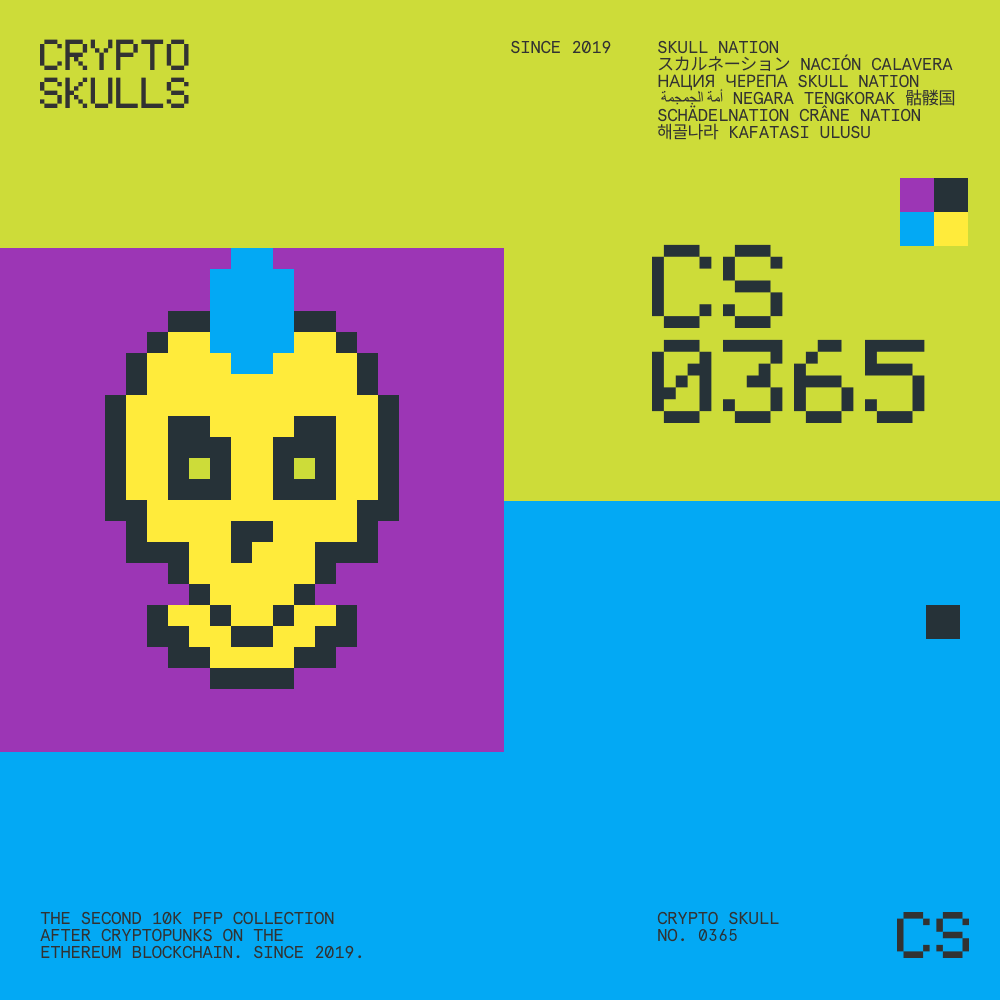 CRYPTO
SKULLS
SINCE 2019
SKULL NATION
スカルネーション NACIÓN CALAVERA
НАЦИЯ ЧЕРЕПА SKULL NATION
أمة الجمجمة NEGARA TENGKORAK 骷髅国
SCHÄDELNATION CRÂNE NATION
해골나라 KAFATASI ULUSU
CS
0365
THE SECOND 10K PFP COLLECTION
AFTER CRYPTOPUNKS ON THE
ETHEREUM BLOCKCHAIN. SINCE 2019.
CRYPTO SKULL
NO. 0365
CS